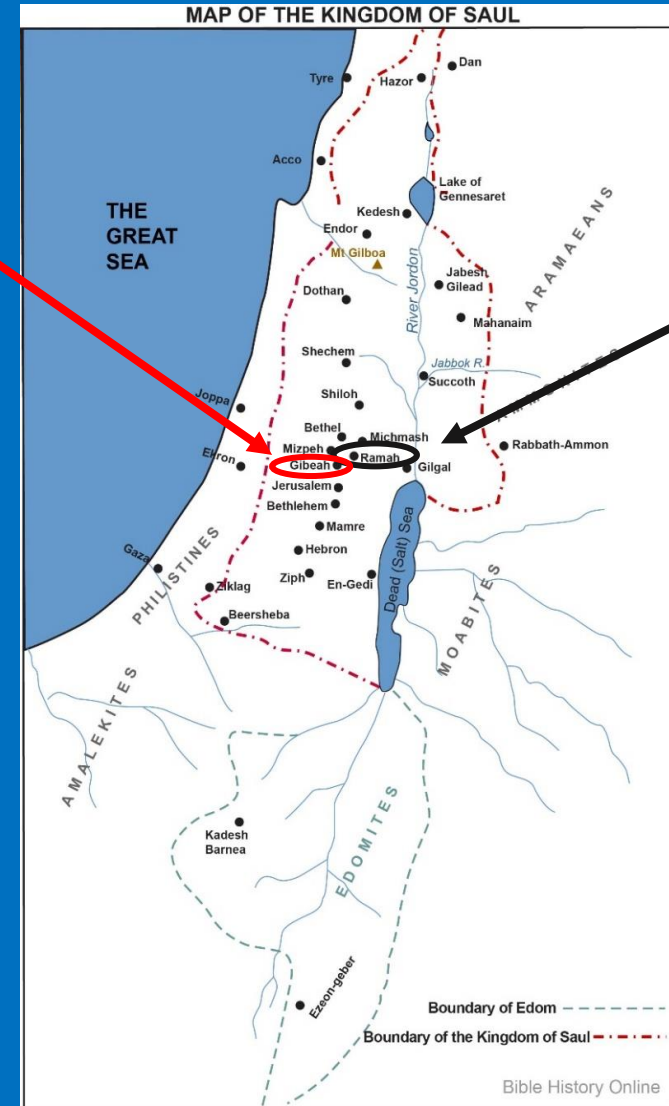 MAP OF THE KINGDOM OF SAUL
Dan
Tyre
Hazor
Acco
Lake of
Gennesaret
THE
GREAT
SEA
Kedesh
Endor
Mt Gilboa
ARAMAEANS
River Jordon
Jabesh
Gilead
Dothan
Mahanaim
Shechem
Jabbok R.
Succoth
AMMONITES
Shiloh
Joppa
Bethel
Michmash
Mizpeh
Ramah
Rabbath-Ammon
Ekron
Gibeah
Gilgal
Jerusalem
Bethlehem
Mamre
Dead (Salt) Sea
Hebron
Gaza
PHILISTINES
Ziph
En-Gedi
Ziklag
MOABITES
Beersheba
AMALEKITES
EDOMITES
Kadesh
Barnea
Ezeon-geber
Boundary of Edom
Boundary of the Kingdom of Saul
Bible History Online